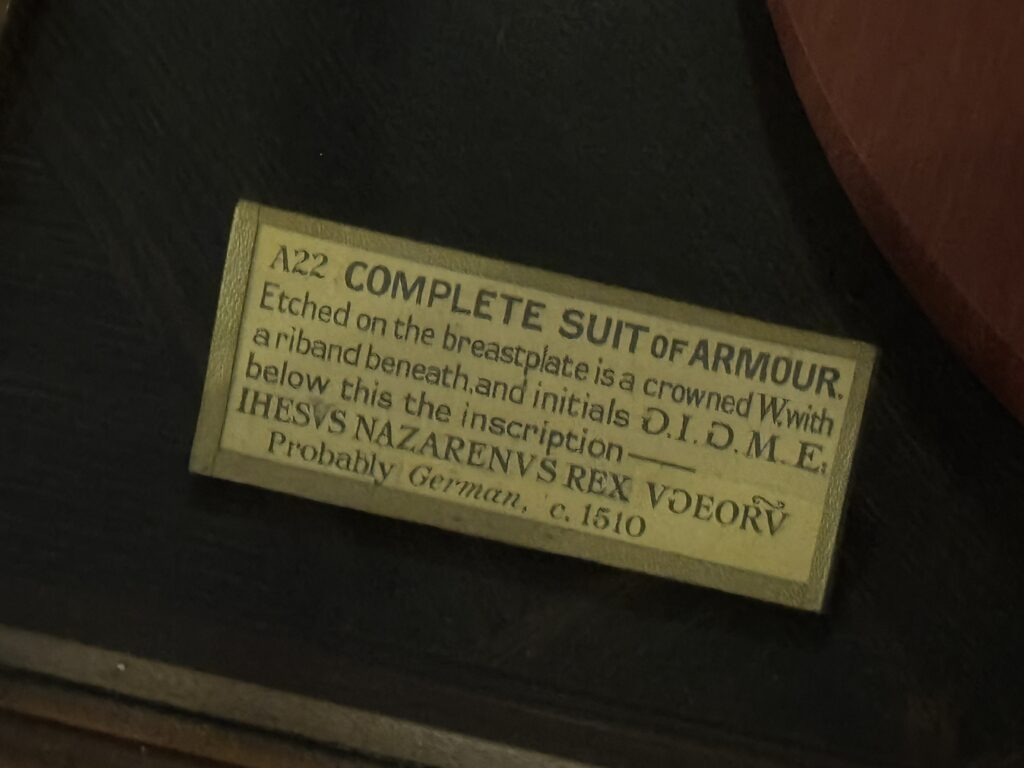 A22 COMPLETE SUIT OF ARMOUR.
Etched on the breastplate is a crowned W, with
a riband beneath, and initials D.I.D.M.E;
below this the inscription —
IHESVS NAZARENVS REX VDEORṼ
Probably German, c. 1510